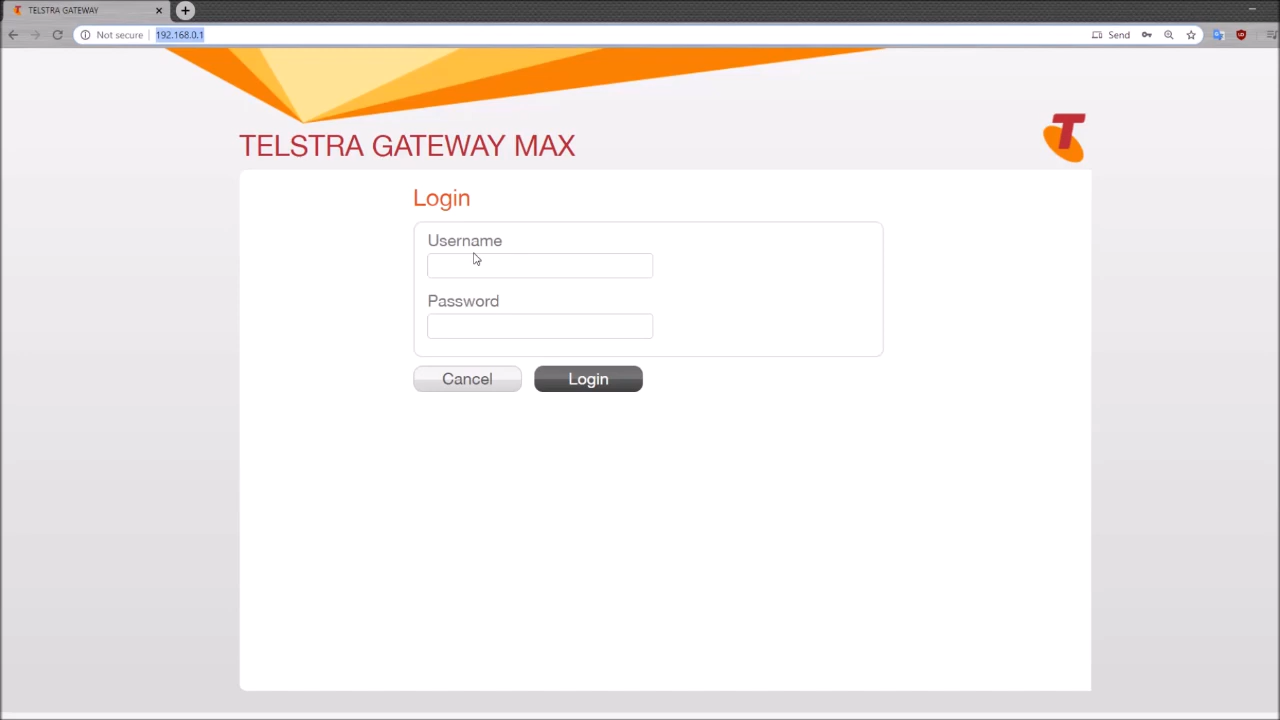 TELSTRA GATEWAY
Not secure 192.168.0.1 Send
TELSTRA GATEWAY MAX
Login
Username
Password
Cancel Login